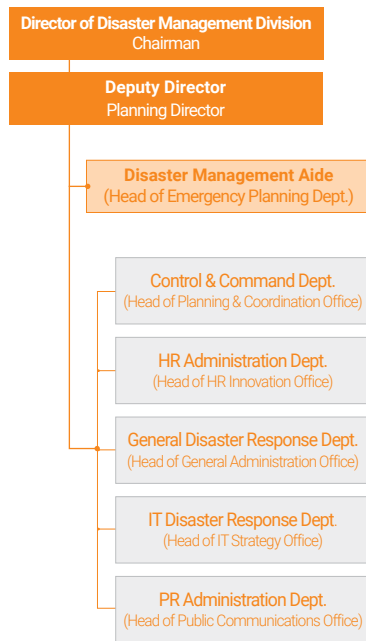 Director of Disaster Management Division
Chairman
Deputy Director
Planning Director
Disaster Management Aide
(Head of Emergency Planning Dept.)
Control & Command Dept.
(Head of Planning & Coordination Office)
HR Administration Dept.
(Head of HR Innovation Office)
General Disaster Response Dept.
(Head of General Administration Office)
IT Disaster Response Dept.
(Head of IT Strategy Office)
PR Administration Dept.
(Head of Public Communications Office)